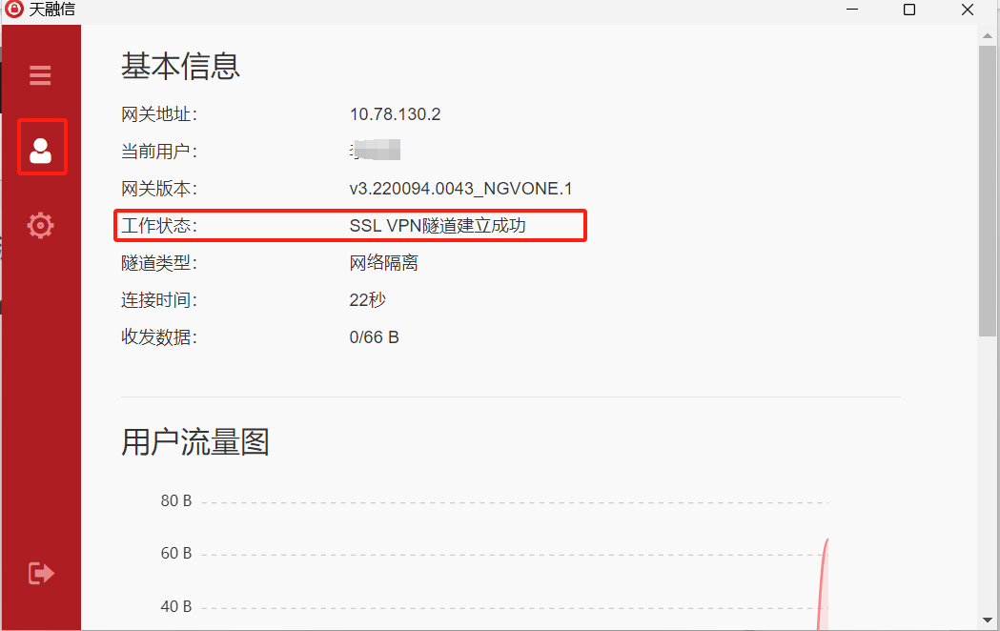 天融信
基本信息
网关地址： 10.78.130.2
当前用户：
网关版本： v3.220094.0043_NGVONE.1
工作状态： SSL VPN隧道建立成功
隧道类型： 网络隔离
连接时间： 22秒
收发数据： 0/66 B
用户流量图
80 B
60 B
40 B